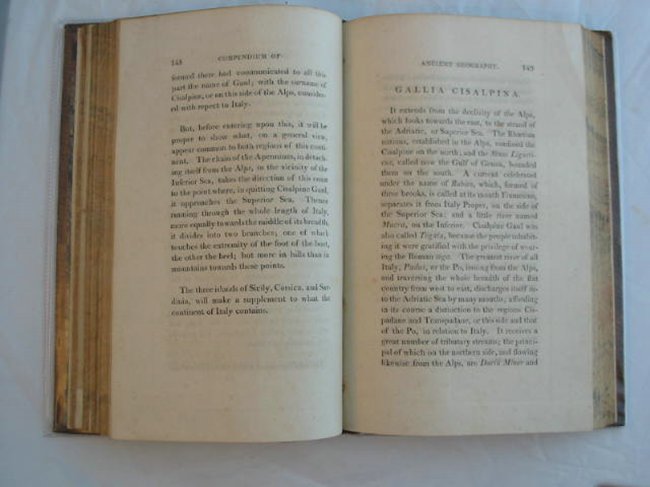 COMPENDIUM OF
formed there had communicated to all this
part the name of Gaul; with the surname of
Cisalpina, or on this side of the Alps, consider-
ed with repect to Italy.
But, before entering upon this, it will be
proper to show what, on a general view,
appear common to both regions of this conti-
nent. The chain of the Apennines, in detach-
ing itself from the Alps, in the vicinity of the
Inferior Sea, takes the direction of this coast
to the point where, in quitting Cisalpine Gaul,
it approaches the Superior Sea. Thence
running through the whole length of Italy,
more equally towards the middle of its breadth,
it divides into two branches; one of which
touches the extremity of the foot of the boot,
the other the heel; but more in hills than in
mountains towards these points.
The three islands of Sicily, Corsica, and Sar-
dinia, will make a supplement to what the
continent of Italy contains.
ANCIENT GEOGRAPHY.
GALLIA CISALPINA.
It extends from the declivity of the Alps,
which looks towards the east, to the strand of
the Adriatic, or Superior Sea. The Rhætian
nations, established in the Alps, confined the
Cisalpine on the north; and the Sinus Ligusti-
cus, called now the Gulf of Genoa, bounded
them on the south. A current celebrated
under the name of Rubico, which, formed of
three brooks, is called at its mouth Fiumesino,
separates it from Italy Proper, on the side of
the Superior Sea: and a little river named
Macra, on the Inferior. Cisalpine Gaul was
also called Togata, because the people inhabit-
ing it were gratified with the privilege of wear-
ing the Roman toga. The greatest river of all
Italy, Padus, or the Po, issuing from the Alps,
and traversing the whole breadth of the flat
country from west to east, discharges itself in-
to the Adriatic Sea by many mouths, affording
in its course a distinction to the regions Cis-
padane and Transpadane, or this side and that
of the Po, in relation to Italy. It receives a
great number of tributary streams; the princi-
pal of which on the northern side, and flowing
likewise from the Alps, are Duria Minor and